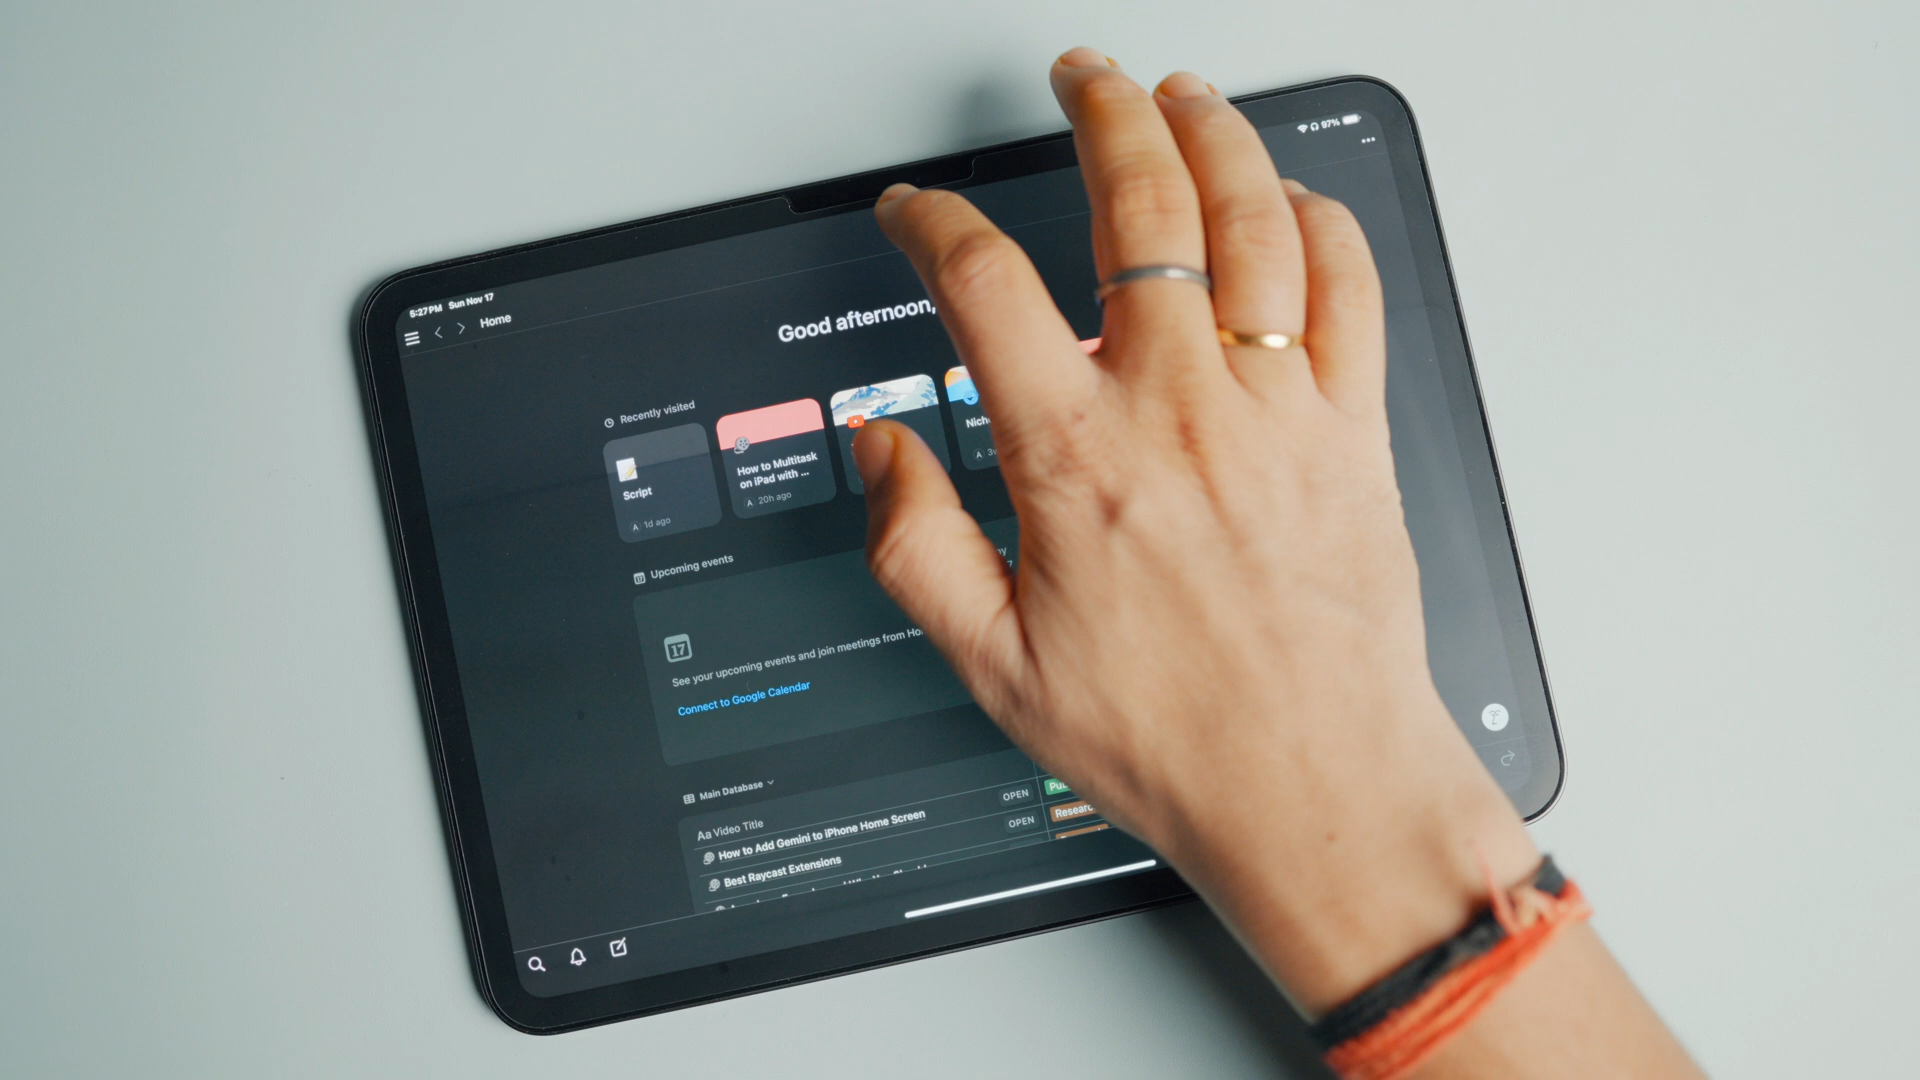 5:27 PM Sun Nov 17
97%
Home
Good afternoon,
Recently visited
Script
1d ago
How to Multitask
on iPad with ...
A 20h ago
A
Upcoming events
17
See your upcoming events and join meetings from
Connect to Google Calendar
Main Database
Aa Video Title
How to Add Gemini to iPhone Home Screen
OPEN
Best Raycast Extensions
OPEN